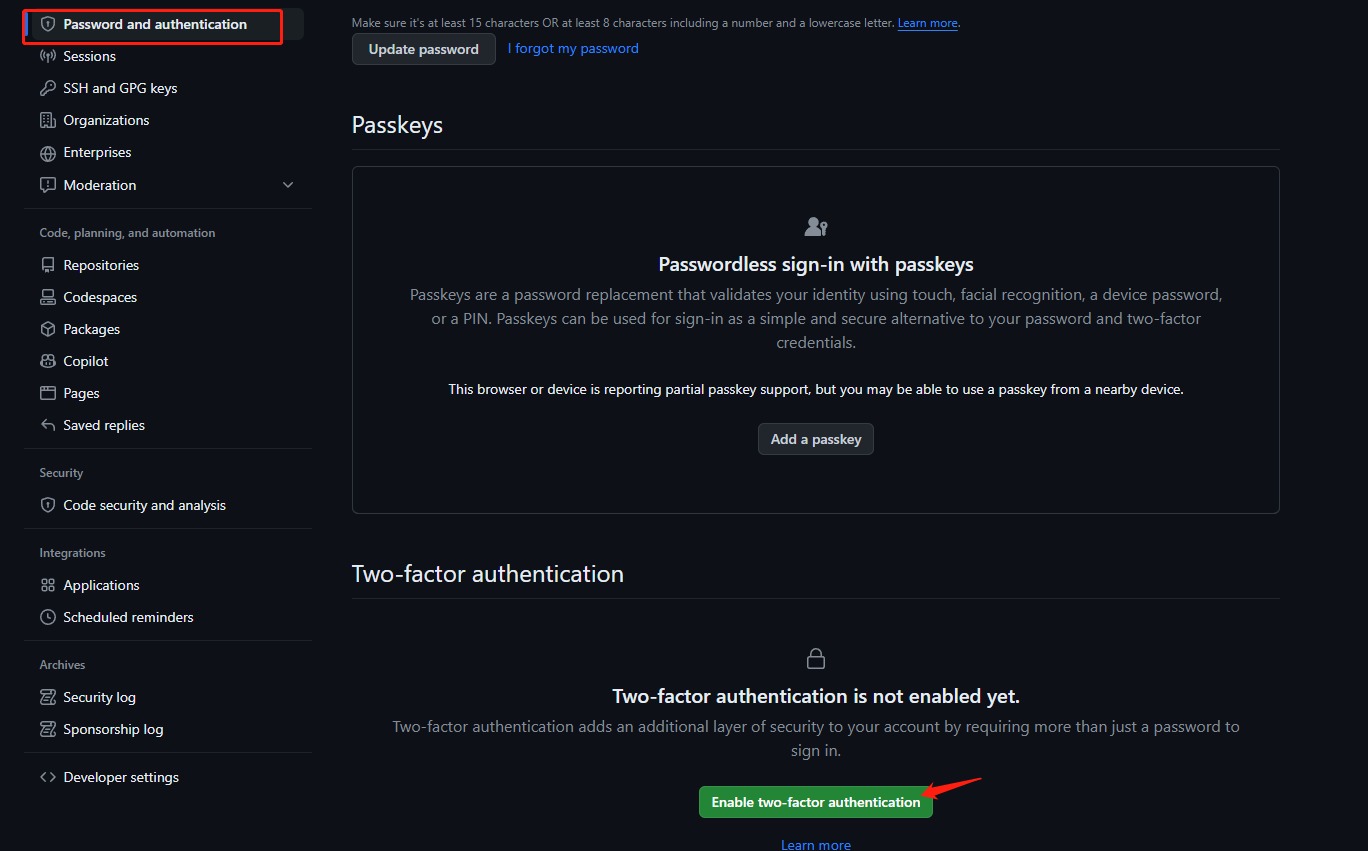 Password and authentication
Sessions
SSH and GPG keys
Organizations
Enterprises
Moderation
Code, planning, and automation
Repositories
Codespaces
Packages
Copilot
Pages
Saved replies
Security
Code security and analysis
Integrations
Applications
Scheduled reminders
Archives
Security log
Sponsorship log
Developer settings
Make sure it's at least 15 characters OR at least 8 characters including a number and a lowercase letter. Learn more.
Update password I forgot my password
Passkeys
Passwordless sign-in with passkeys
Passkeys are a password replacement that validates your identity using touch, facial recognition, a device password,
or a PIN. Passkeys can be used for sign-in as a simple and secure alternative to your password and two-factor
credentials.
This browser or device is reporting partial passkey support, but you may be able to use a passkey from a nearby device.
Add a passkey
Two-factor authentication
Two-factor authentication is not enabled yet.
Two-factor authentication adds an additional layer of security to your account by requiring more than just a password to
sign in.
Enable two-factor authentication
Learn more